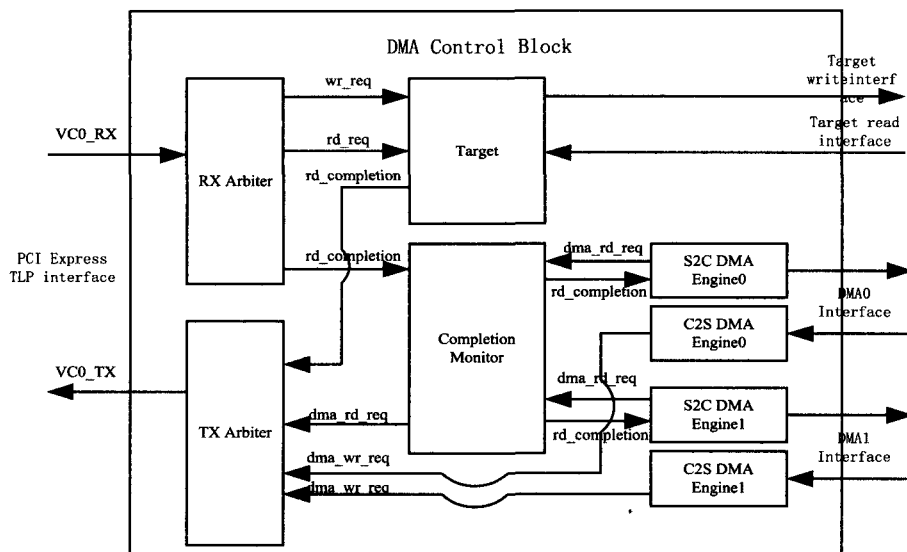 DMA Control Block
wr_req
Target
writeinterf
ace
VC0_RX
rd_req
Target read
interface
Target
RX Arbiter
rd_completion
PCI Express
TLP interface
rd_completion
dma_rd_req
S2C DMA
Engine0
rd_completion
DMA0
Interface
C2S DMA
Engine0
Completion
Monitor
VC0_TX
dma_rd_req
S2C DMA
Engine1
TX Arbiter
dma_rd_req
rd_completion
DMA1
Interface
dma_wr_req
C2S DMA
Engine1
dma_wr_req